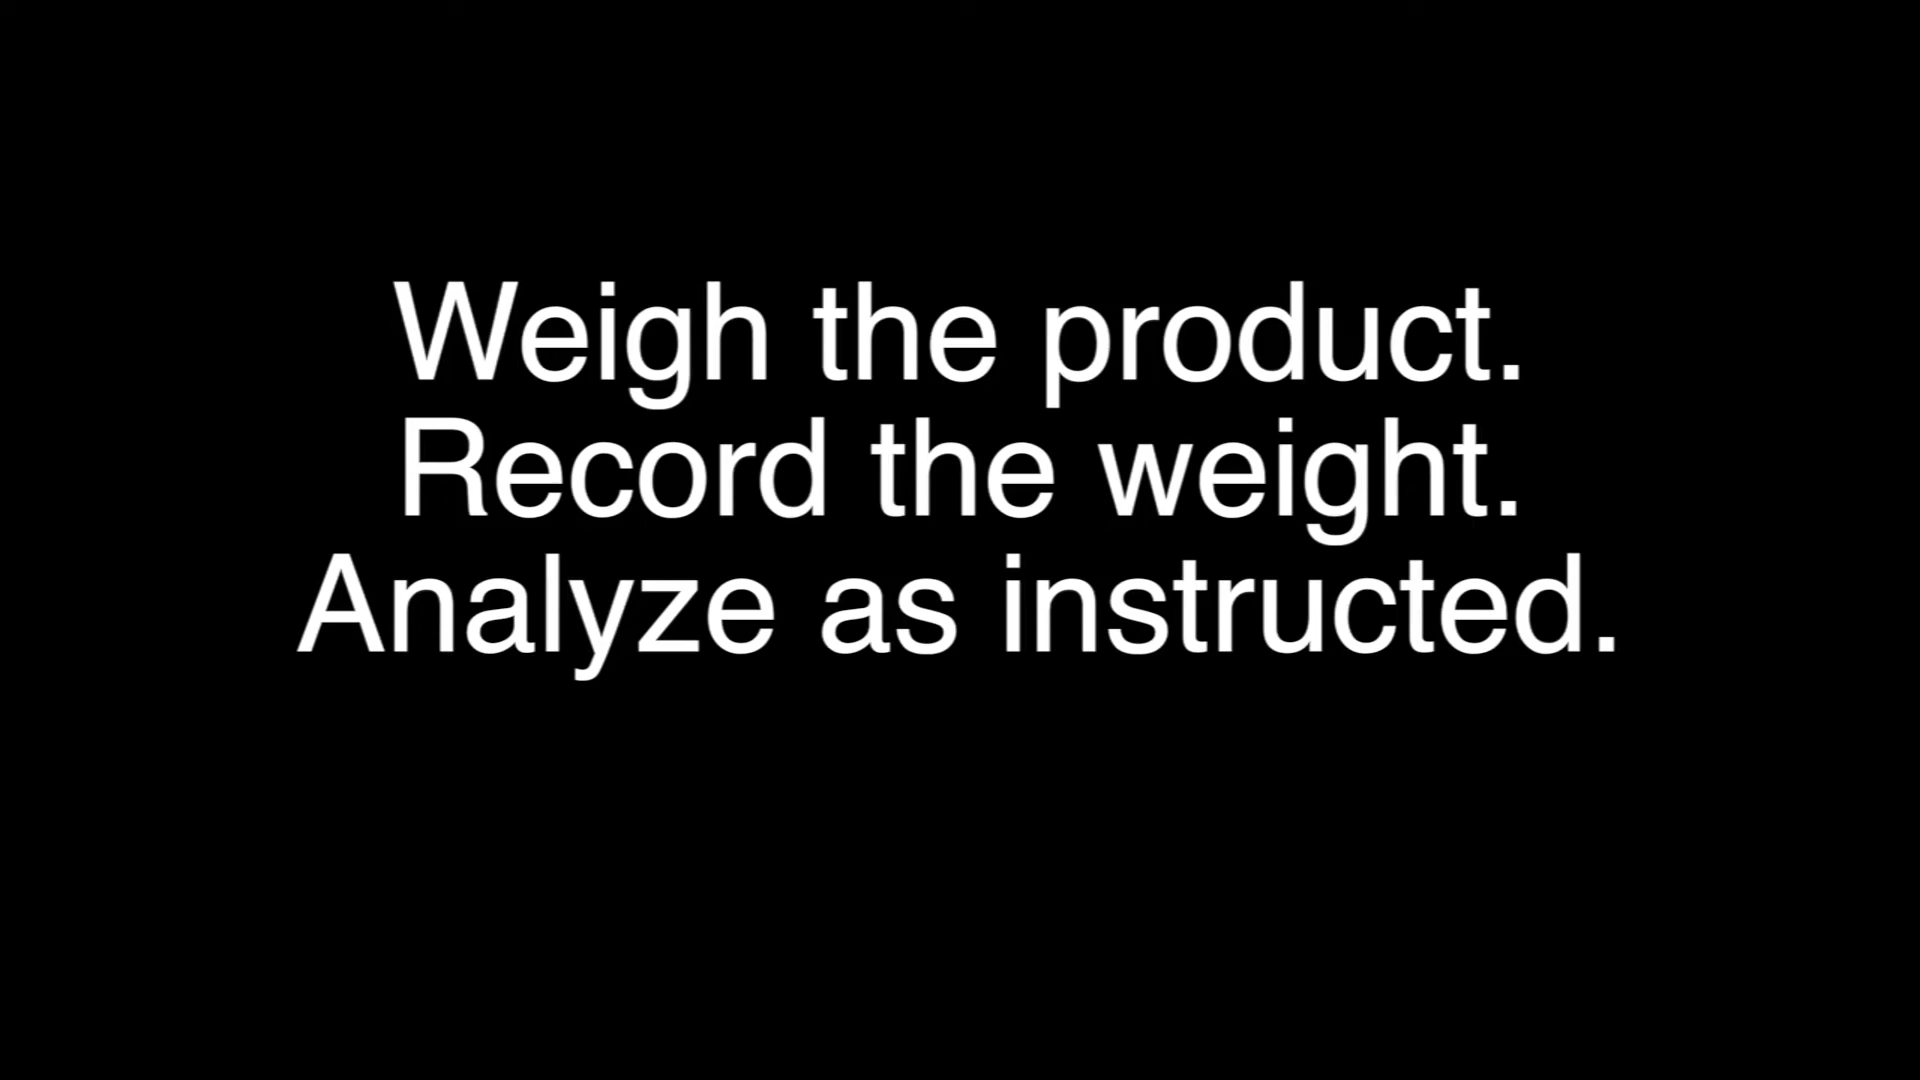 Weigh the product.
Record the weight.
Analyze as instructed.